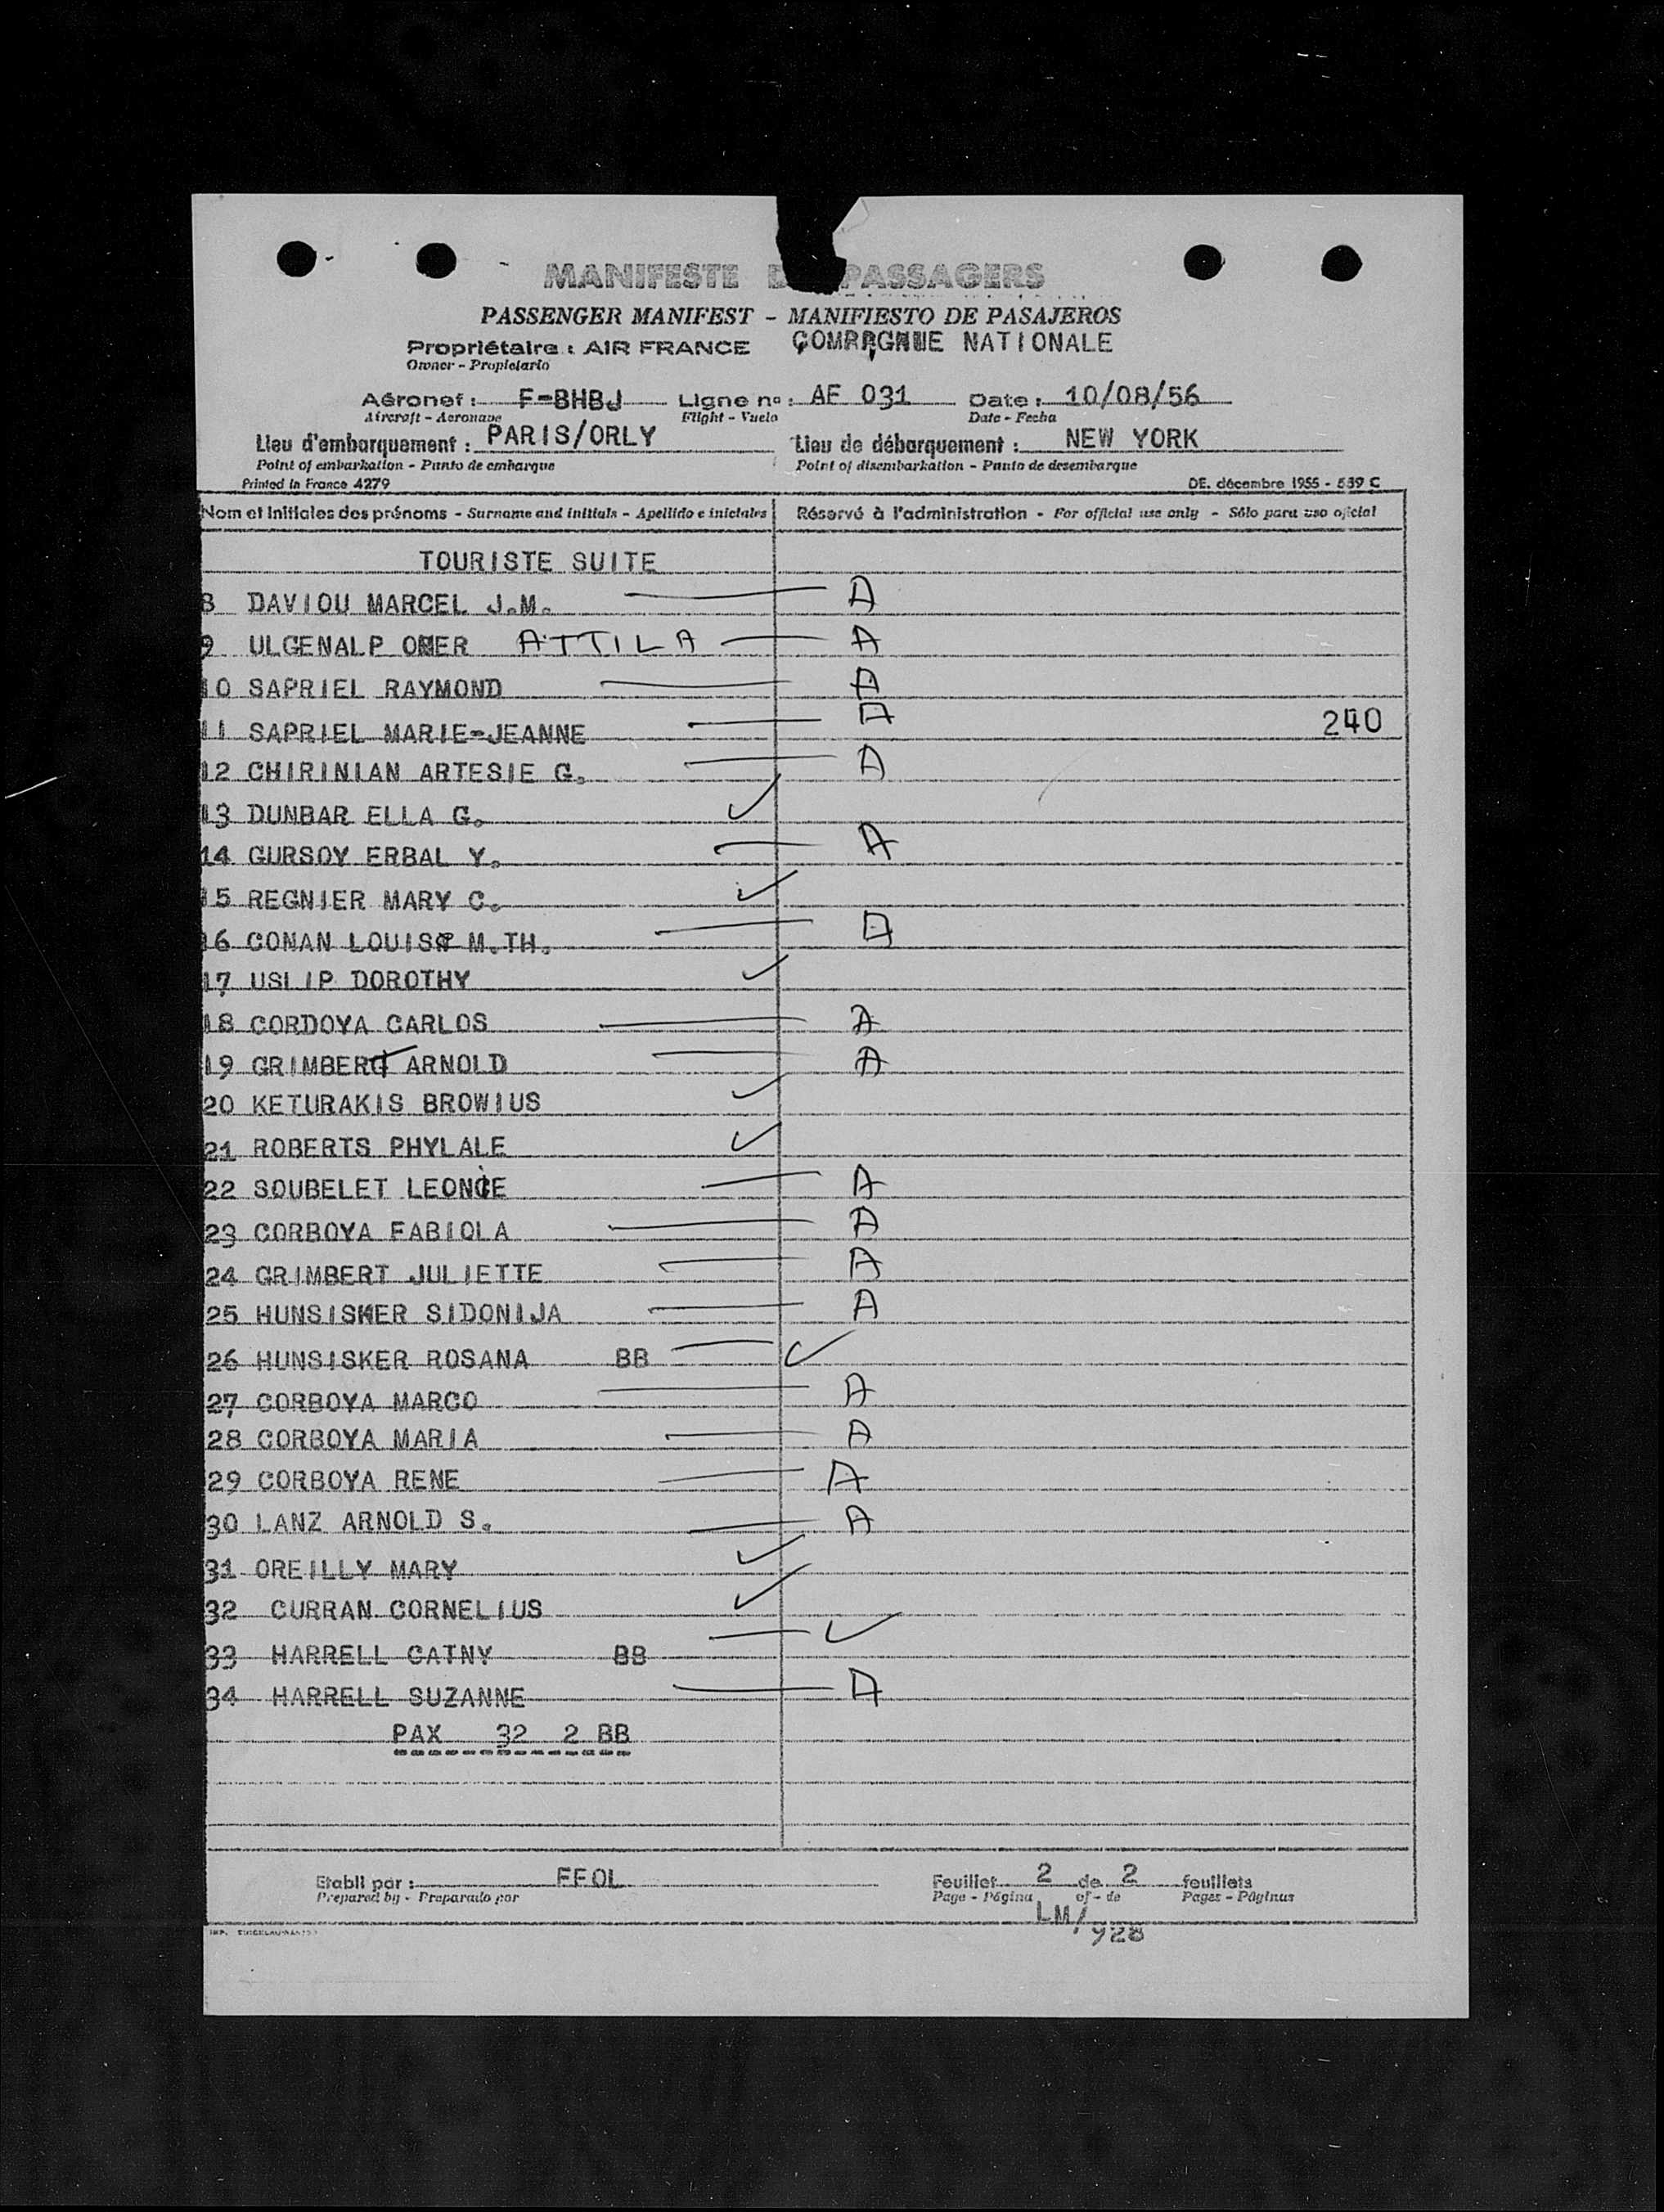 MANIFESTE D PASSAGERS
PASSENGER MANIFEST - MANIFIESTO DE PASAJEROS
Propriétaire : AIR FRANCE NATIONALE
Owner - Propietario
Aéronef : F-BHBJ Ligne no : AF 031 Date : 10/08/56
Aircraft - Aeronave Flight - Vuelo Date - Fecha
Lieu d'embarquement : PARIS/ORLY Lieu de débarquement : NEW YORK
Point of embarkation - Punto de embarque Point of disembarkation - Punto de desembarque
Printed in France 4279 DE. décembre 1955 - 539 C
Nom et initiales des prénoms - Surname and initials - Apellido e iniciales Réservé à l'administration - For official use only - Sólo para uso oficial
TOURISTE SUITE
8 DAVIOU MARCEL J.M. A
9 ULGENALP OMER ATTILA A
10 SAPRIEL RAYMOND A
11 SAPRIEL MARIE-JEANNE A 240
12 CHIRINIAN ARTESIE G. A
13 DUNBAR ELLA G. ✓
14 GURSOY ERBAL Y. A
15 REGNIER MARY C. ✓
16 CONAN LOUISE M.TH. A
17 USLIP DOROTHY ✓
18 CORDOVA CARLOS A
19 GRIMBERT ARNOLD A
20 KETURAKIS BROWIUS ✓
21 ROBERTS PHYLALE ✓
22 SOUBELET LEONCE A
23 CORBOVA FABIOLA A
24 GRIMBERT JULIETTE A
25 HUNSISKER SIDONIJA A
26 HUNSISKER ROSANA BB ✓
27 CORBOVA MARCO A
28 CORBOVA MARIA A
29 CORBOVA RENE A
30 LANZ ARNOLD S. A
31 OREILLY MARY ✓
32 CURRAN CORNELIUS ✓
33 HARRELL CATNY BB ✓
34 HARRELL SUZANNE A
PAX 32 2 BB
Etabli par : FFOL Feuillet 2 de 2 feuillets
Prepared by - Preparado por Page - Página of - de Pages - Páginas
LM/
928